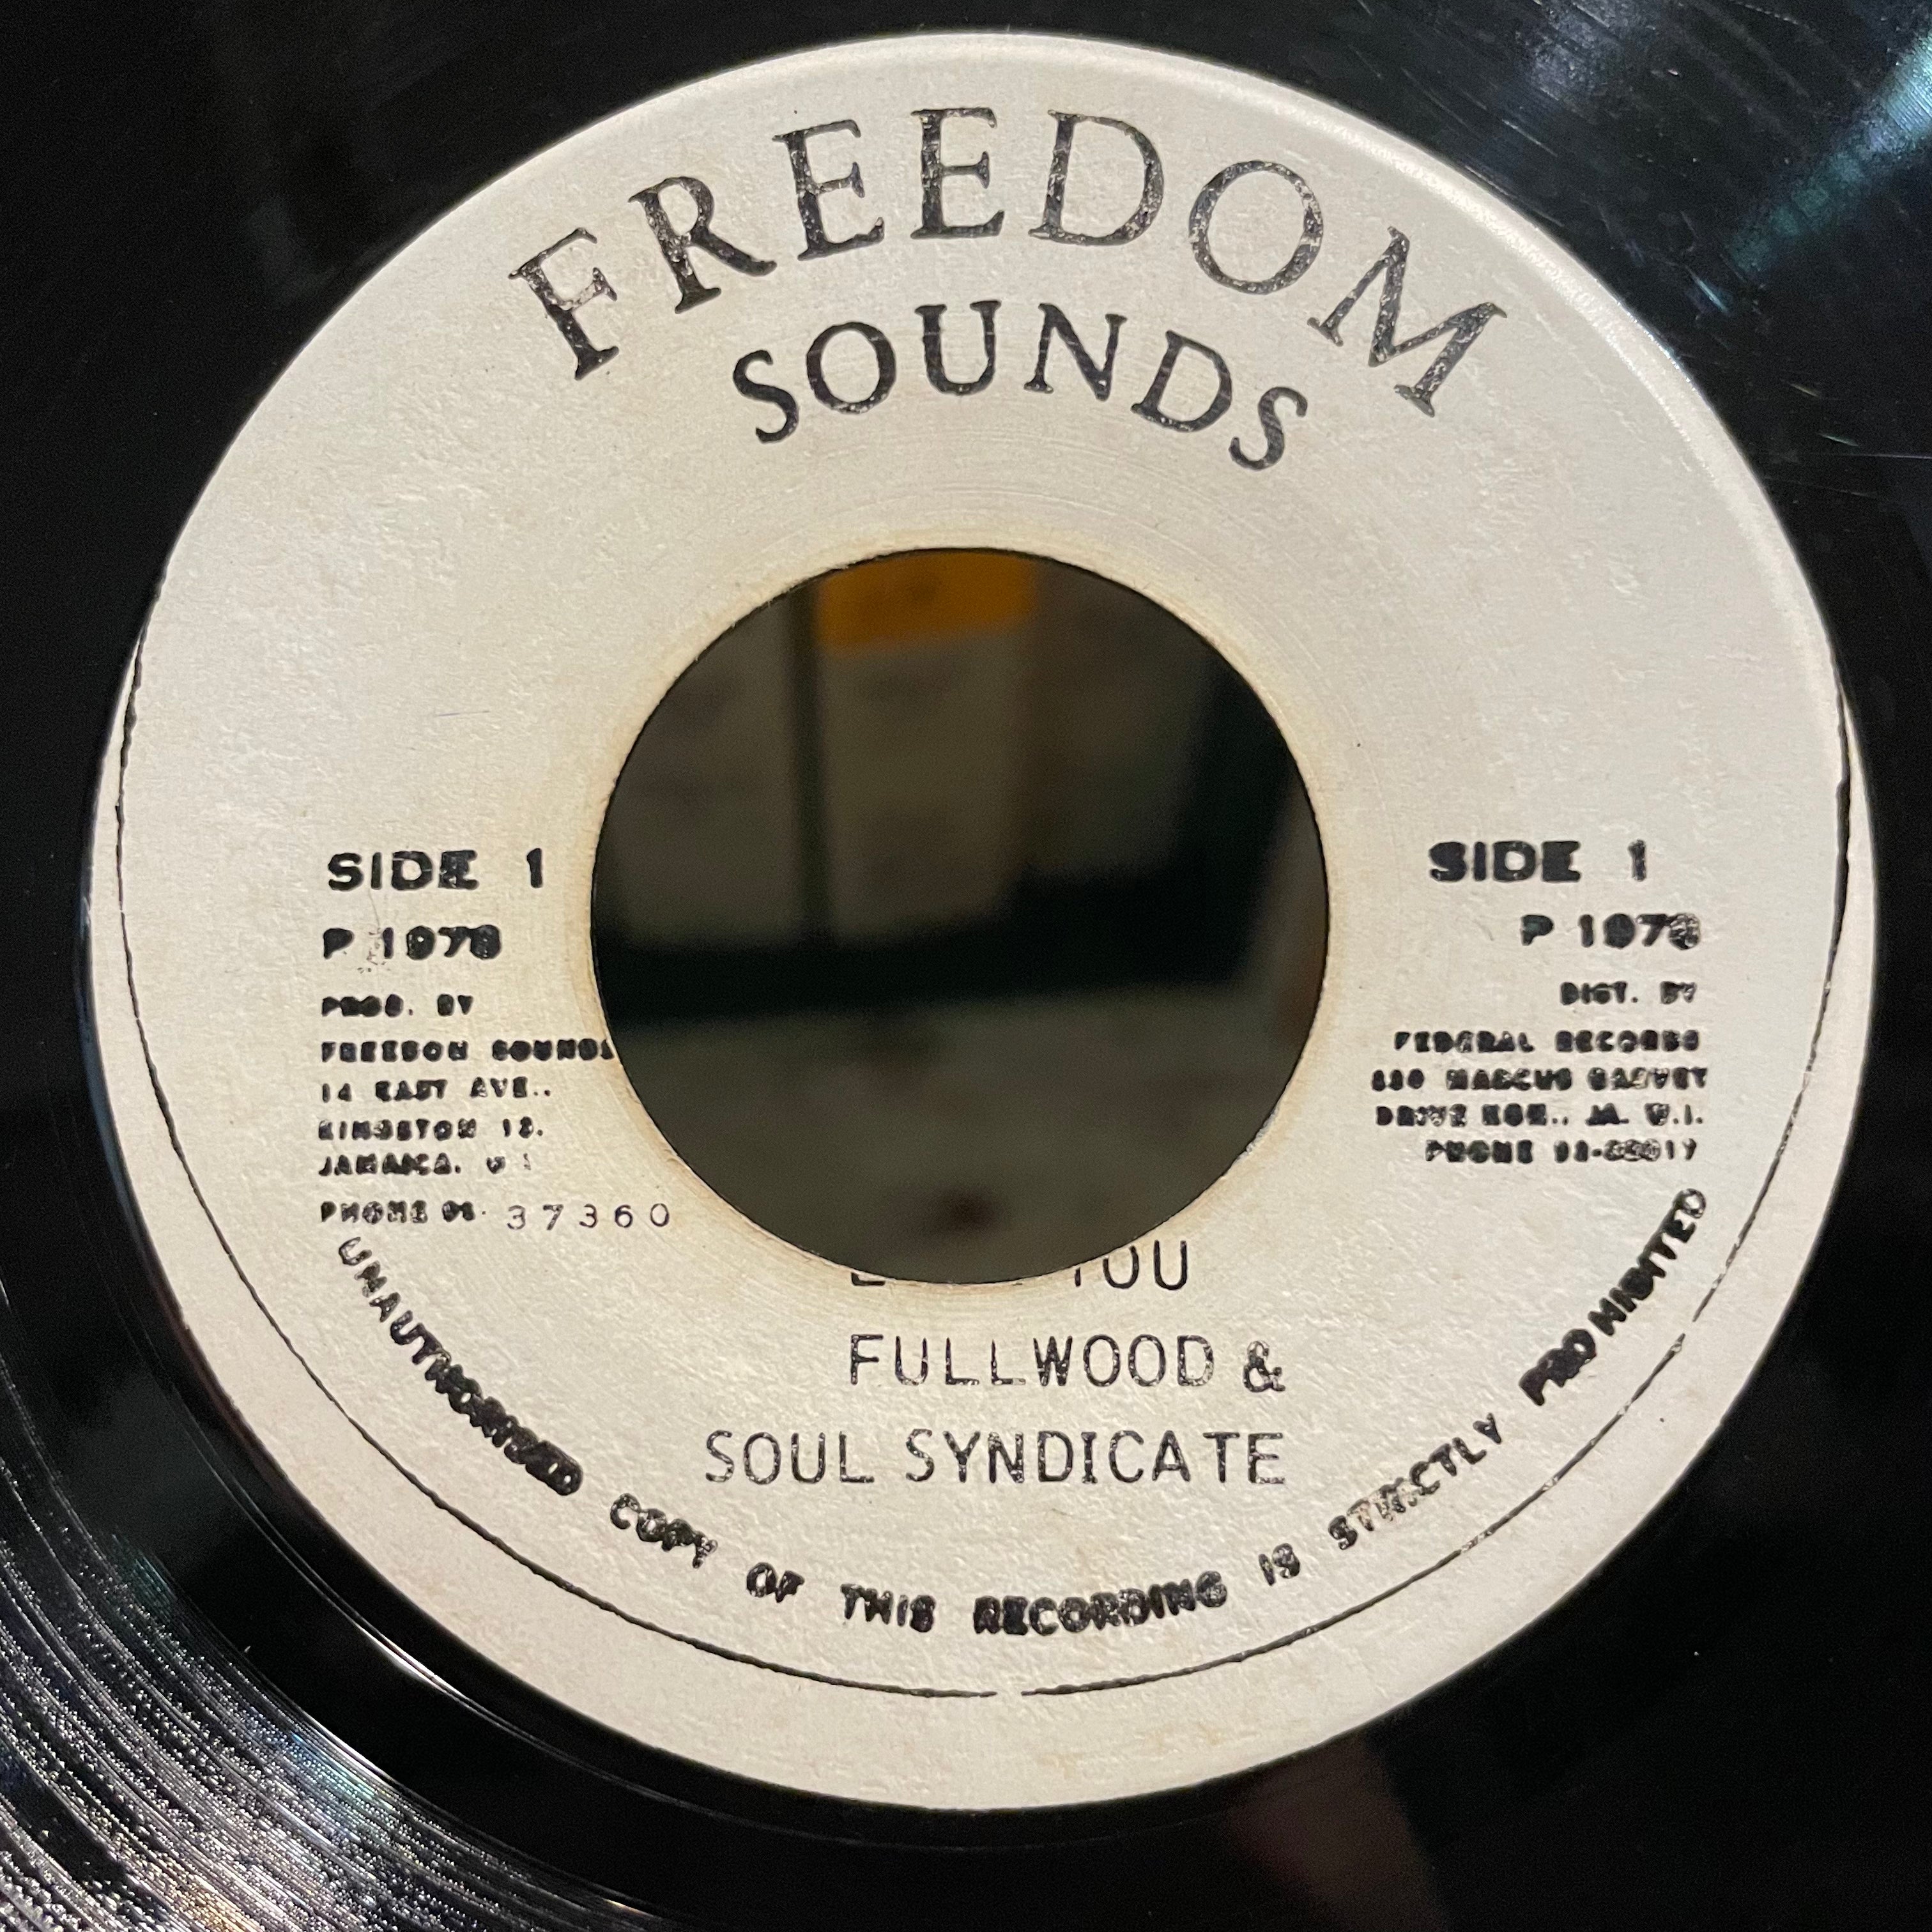 FREEDOM
SOUNDS
SIDE 1
P 1978
PROD. BY
FREEDOM SOUNDS
14 EAST AVE.,
KINGSTON 13.
JAMAICA.
PHONE 37360
SIDE 1
P 1978
DIST. BY
FEDERAL RECORDS
MARCUS GARVEY
DRIVE KGN., JA. W.I.
PHONE
YOU
FULLWOOD &
SOUL SYNDICATE
UNAUTHORISED COPY OF THIS RECORDING IS STRICTLY PROHIBITED